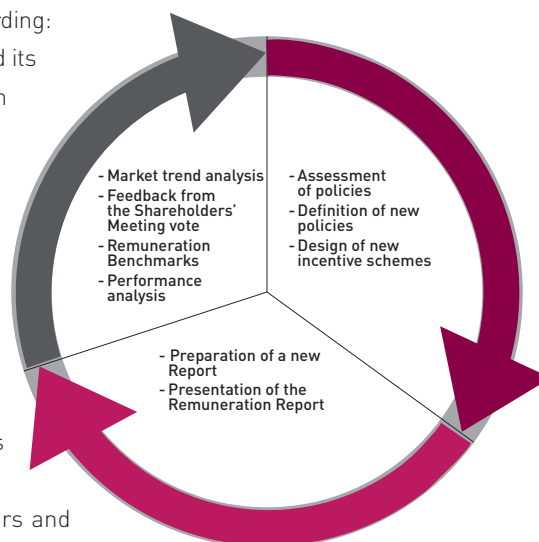 rding:
d its
n
- Market trend analysis
- Feedback from
the Shareholders'
Meeting vote
- Remuneration
Benchmarks
- Performance
analysis
- Assessment
of policies
- Definition of new
policies
- Design of new
incentive schemes
- Preparation of a new
Report
- Presentation of the
Remuneration Report
s
rs and